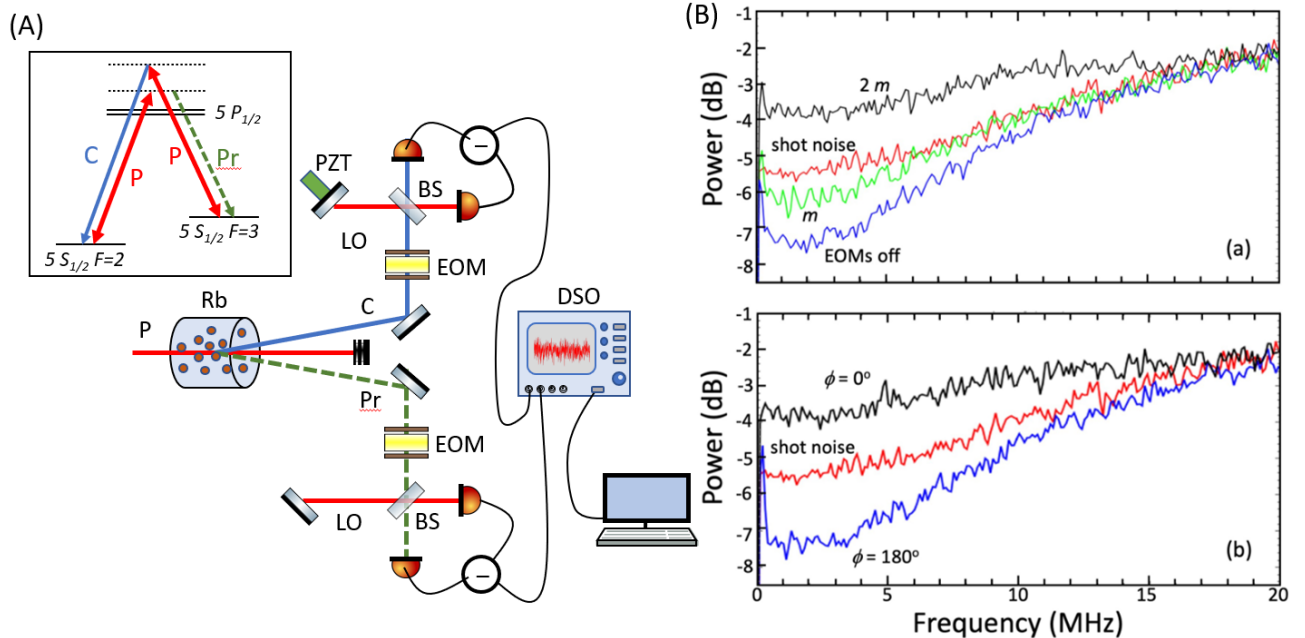 (A)
5 P1/2
C
P
P
Pr
5 S1/2 F=3
5 S1/2 F=2
PZT
BS
LO
EOM
Rb
C
DSO
P
Pr
EOM
LO
BS
(B)
-1
-2
-3
-4
-5
-6
-7
-8
Power (dB)
2 m
shot noise
m
EOMs off
(a)
-1
-2
-3
-4
-5
-6
-7
-8
Power (dB)
ϕ = 0°
shot noise
ϕ = 180°
(b)
0 5 10 15 20
Frequency (MHz)